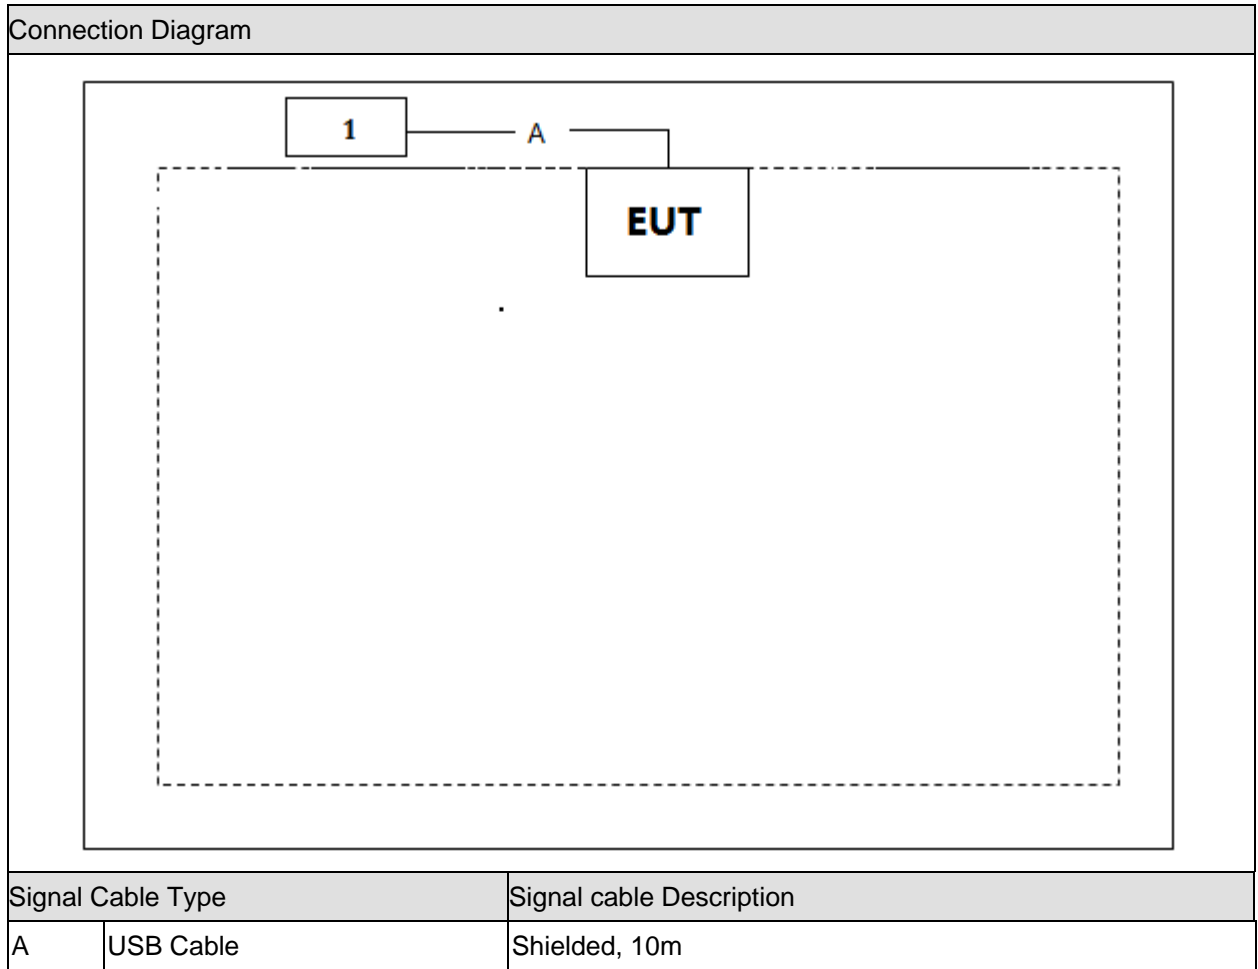 Connection Diagram
1
A
EUT
Signal Cable Type Signal cable Description
A USB Cable Shielded, 10m